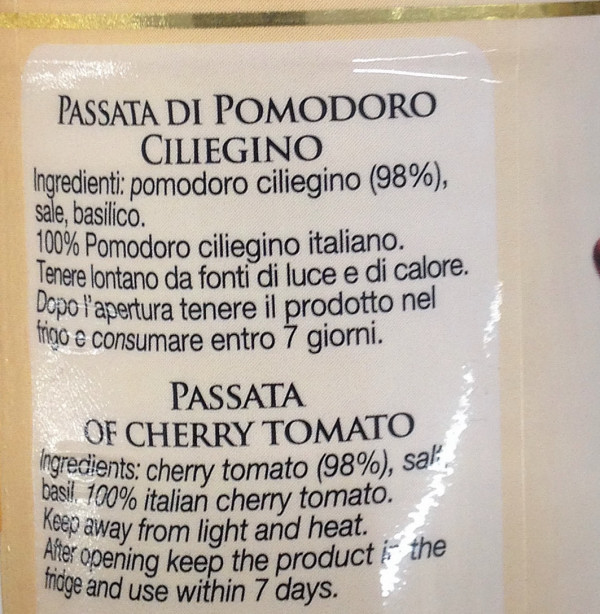 PASSATA DI POMODORO
CILIEGINO
Ingredienti: pomodoro ciliegino (98%),
sale, basilico.
100% Pomodoro ciliegino italiano.
Tenere lontano da fonti di luce e di calore.
Dopo l'apertura tenere il prodotto nel
frigo e consumare entro 7 giorni.
PASSATA
OF CHERRY TOMATO
Ingredients: cherry tomato (98%), salt,
basil. 100% italian cherry tomato.
Keep away from light and heat.
After opening keep the product in the
fridge and use within 7 days.